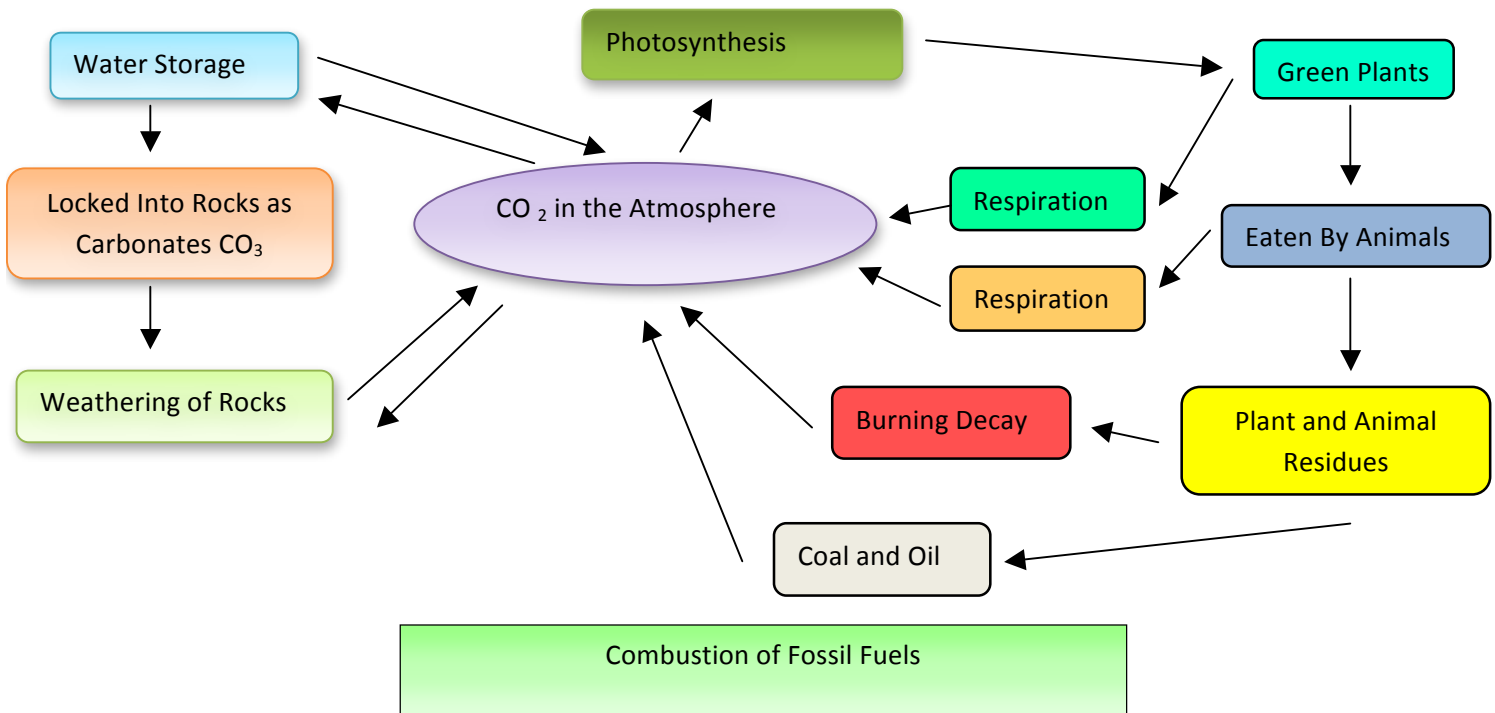 Photosynthesis
Water Storage
Green Plants
Locked Into Rocks as
Carbonates CO₃
CO ₂ in the Atmosphere
Respiration
Eaten By Animals
Respiration
Weathering of Rocks
Burning Decay
Plant and Animal
Residues
Coal and Oil
Combustion of Fossil Fuels